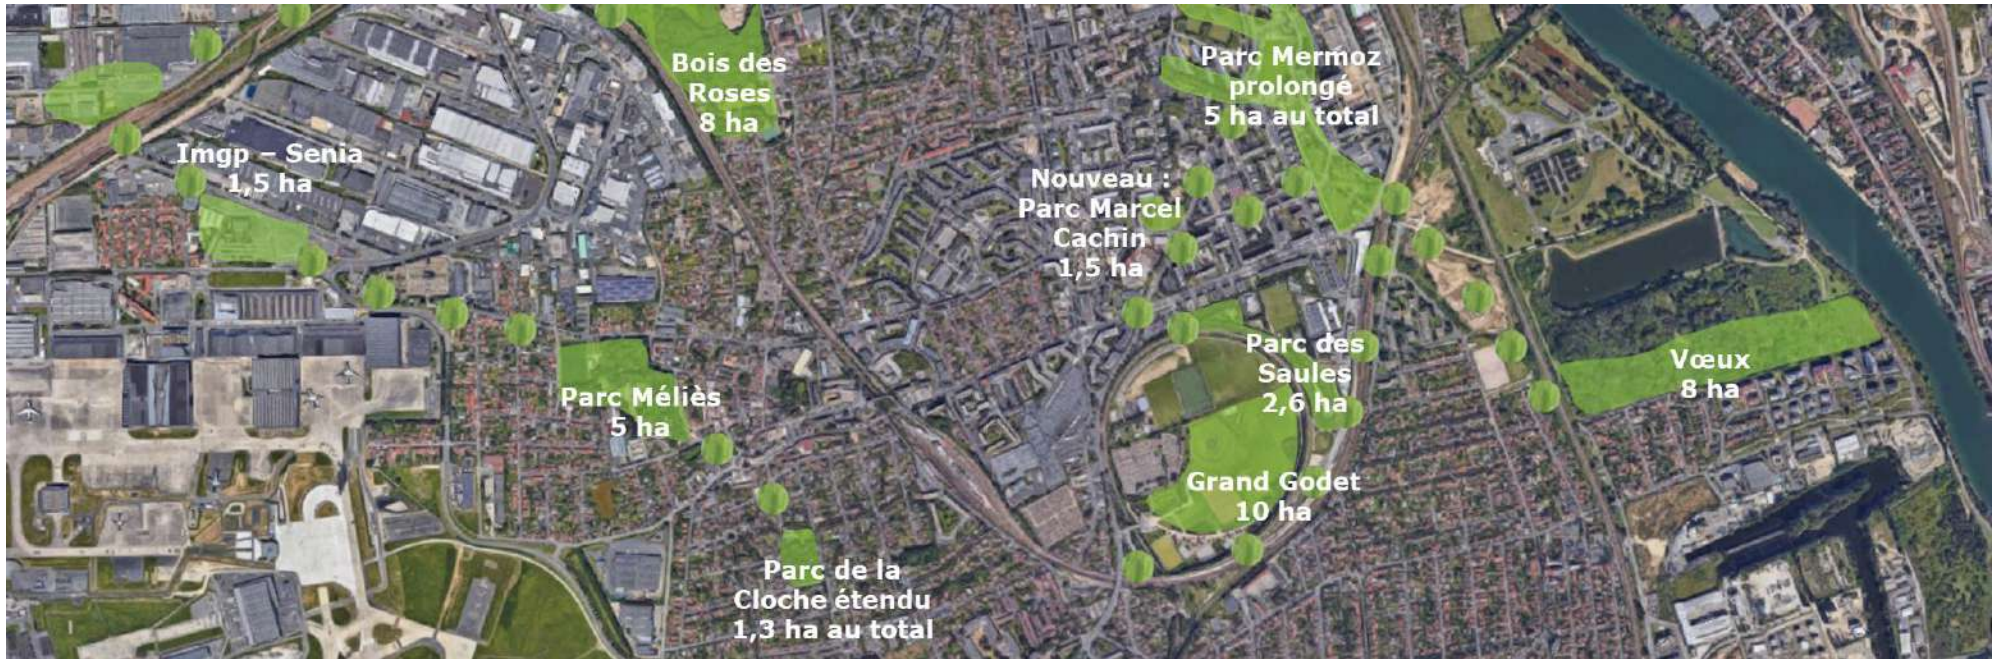 Bois des
Roses
8 ha
Parc Mermoz
prolongé
5 ha au total
Imgp – Senia
1,5 ha
Nouveau :
Parc Marcel
Cachin
1,5 ha
Parc des
Saules
2,6 ha
Vœux
8 ha
Parc Méliès
5 ha
Grand Godet
10 ha
Parc de la
Cloche étendu
1,3 ha au total